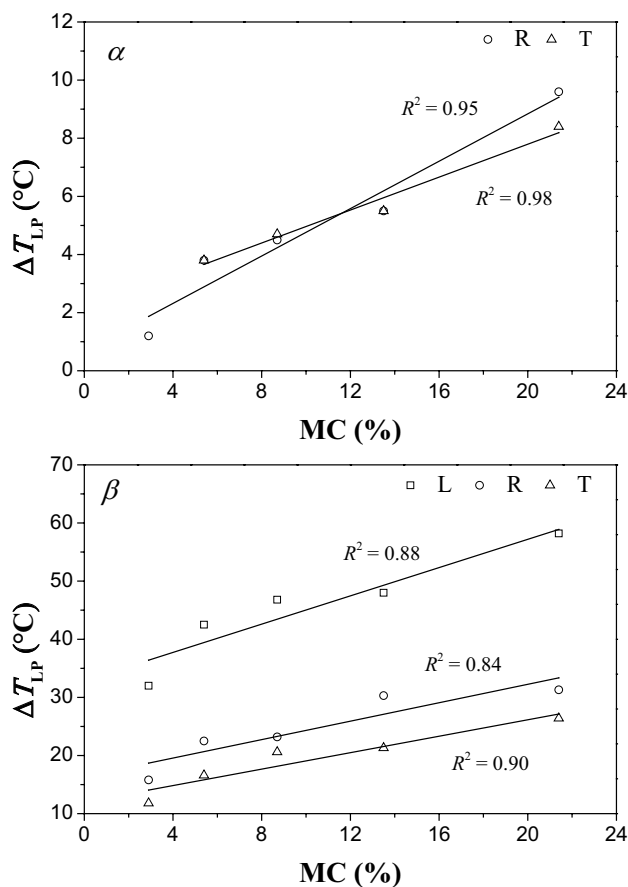 12
α
○ R △ T
10
R² = 0.95
8
6
R² = 0.98
ΔT_LP (°C)
4
2
0
0 4 8 12 16 20 24
MC (%)
70
β
□ L ○ R △ T
60
R² = 0.88
50
40
ΔT_LP (°C)
R² = 0.84
30
20
R² = 0.90
10
0 4 8 12 16 20 24
MC (%)